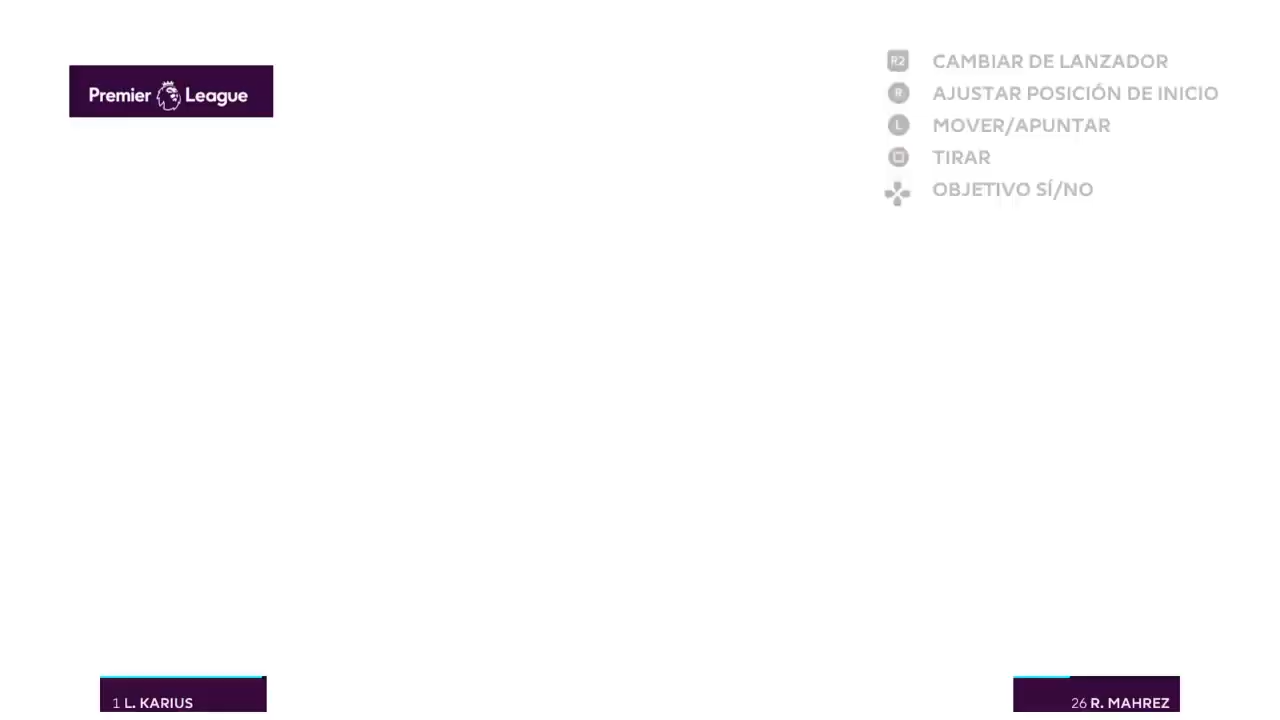 Premier League
R2 CAMBIAR DE LANZADOR
R AJUSTAR POSICIÓN DE INICIO
L MOVER/APUNTAR
TIRAR
OBJETIVO SÍ/NO
1 L. KARIUS
26 R. MAHREZ